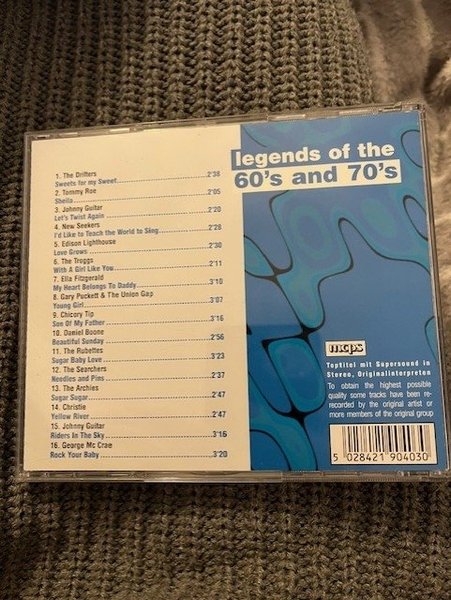 legends of the
60's and 70's
1. The Drifters
Sweets for my Sweet 2'38
2. Tommy Roe
Sheila 2'05
3. Johnny Guitar
Let's Twist Again 2'20
4. New Seekers
I'd Like to Teach the World to Sing 2'28
5. Edison Lighthouse
Love Grows 2'30
6. The Troggs
With A Girl Like You 2'11
7. Ella Fitzgerald
My Heart Belongs To Daddy 3'10
8. Gary Puckett & The Union Gap
Young Girl 3'07
9. Chicory Tip
Son Of My Father 3'16
10. Daniel Boone
Beautiful Sunday 2'56
11. The Rubettes
Sugar Baby Love 3'23
12. The Searchers
Needles and Pins 2'37
13. The Archies
Sugar Sugar 2'47
14. Christie
Yellow River 2'47
15. Johnny Guitar
Riders In The Sky 3'16
16. George Mc Crae
Rock Your Baby 3'20
mcps
Toptitel mit Supersound in
Stereo, Originalinterpreten
To obtain the highest possible
quality some tracks have been re-
recorded by the original artist or
more members of the original group
5 028421 904030